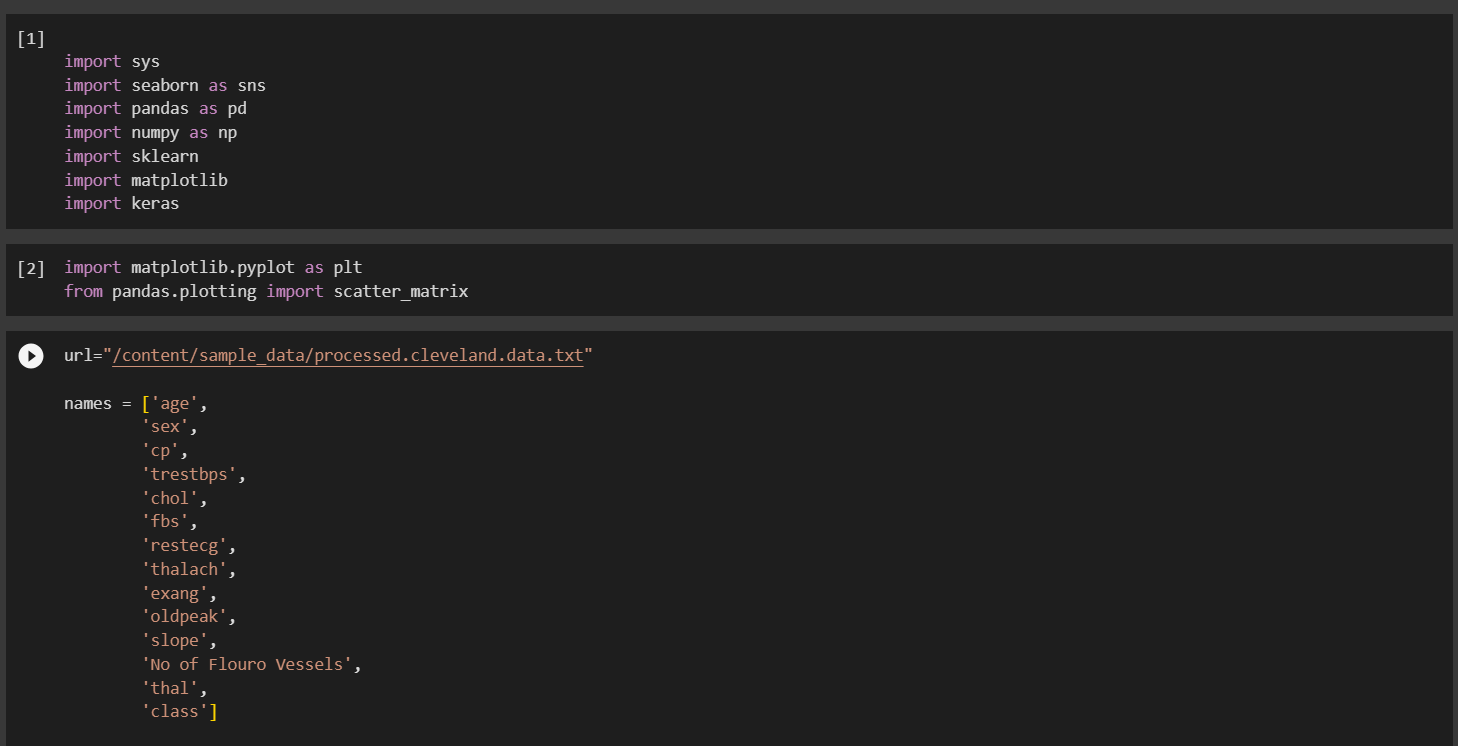 [1]
import sys
import seaborn as sns
import pandas as pd
import numpy as np
import sklearn
import matplotlib
import keras
[2] import matplotlib.pyplot as plt
from pandas.plotting import scatter_matrix
url="/content/sample_data/processed.cleveland.data.txt"
names = ['age',
'sex',
'cp',
'trestbps',
'chol',
'fbs',
'restecg',
'thalach',
'exang',
'oldpeak',
'slope',
'No of Flouro Vessels',
'thal',
'class']